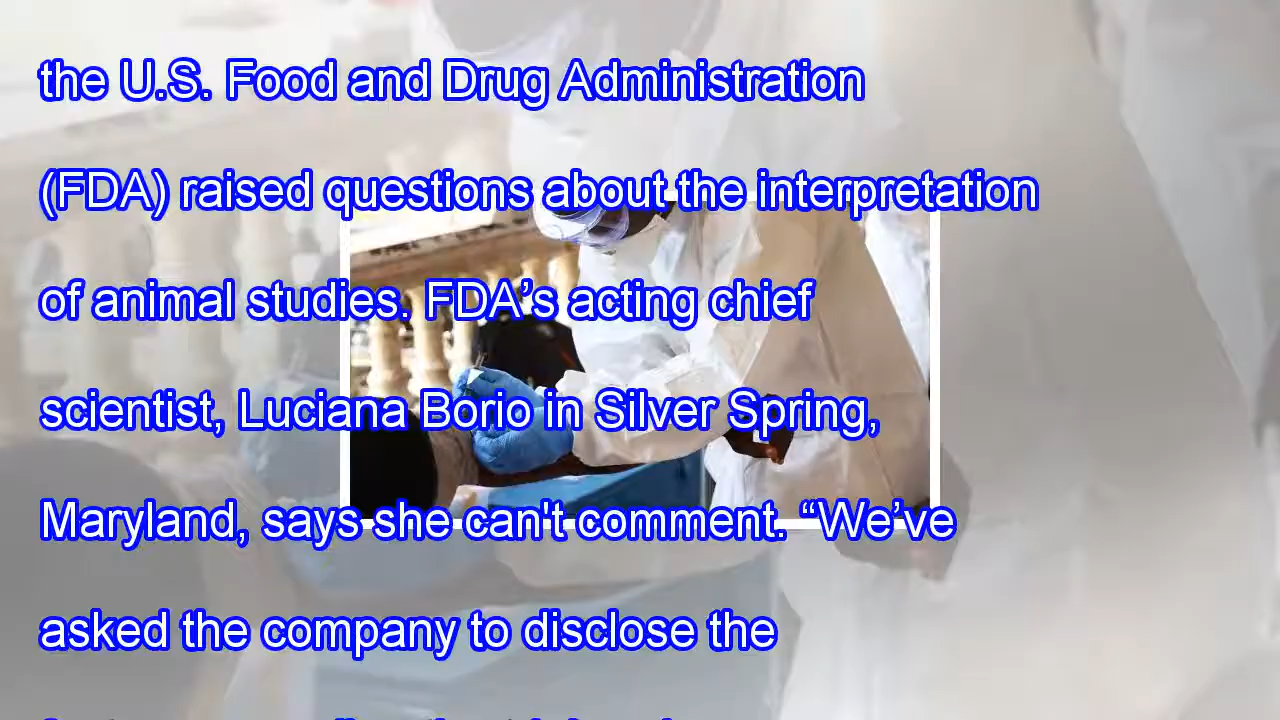 the U.S. Food and Drug Administration
(FDA) raised questions about the interpretation
of animal studies. FDA’s acting chief
scientist, Luciana Borio in Silver Spring,
Maryland, says she can't comment. “We’ve
asked the company to disclose the